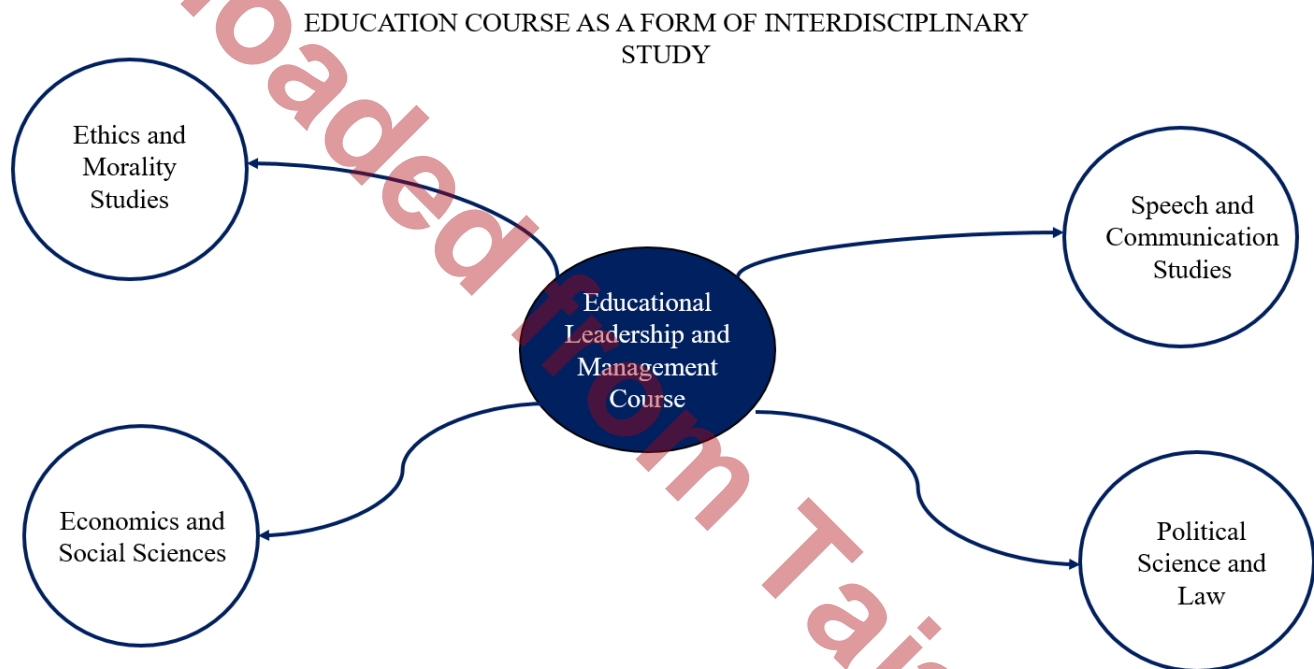 EDUCATION COURSE AS A FORM OF INTERDISCIPLINARY
STUDY
Ethics and
Morality
Studies
Speech and
Communication
Studies
Educational
Leadership and
Management
Course
Economics and
Social Sciences
Political
Science and
Law
from